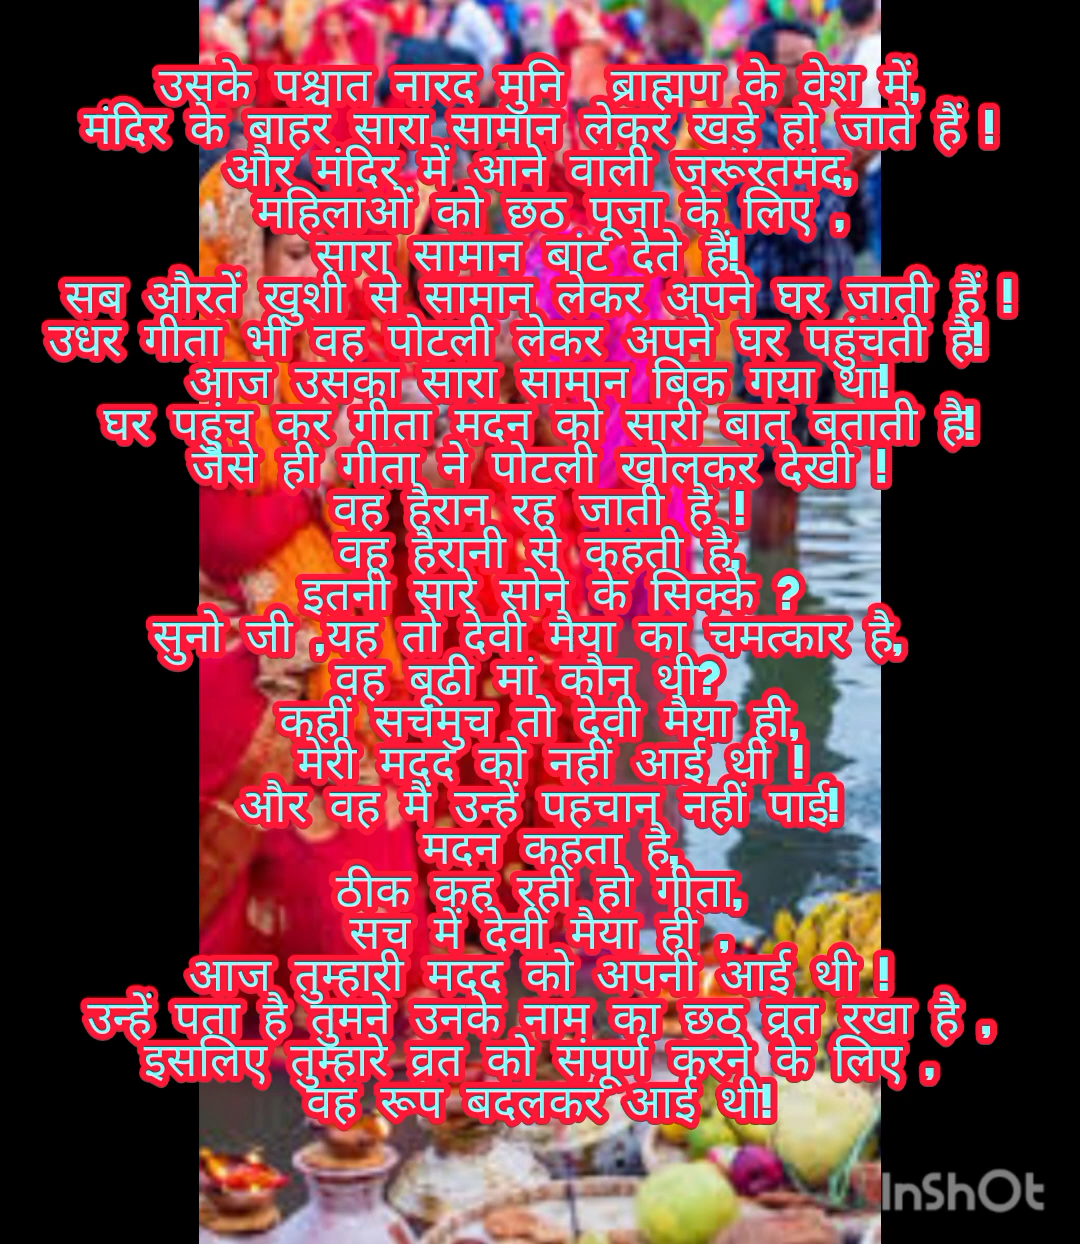 उसके पश्चात नारद मुनि ब्राह्मण के वेश में,
मंदिर के बाहर सारा सामान लेकर खड़े हो जाते हैं !
और मंदिर में आने वाली जरूरतमंद,
महिलाओं को छठ पूजा के लिए ,
सारा सामान बांट देते हैं!
सब औरतें खुशी से सामान लेकर अपने घर जाती हैं !
उधर गीता भी वह पोटली लेकर अपने घर पहुंचती है!
आज उसका सारा सामान बिक गया था!
घर पहुंच कर गीता मदन को सारी बात बताती है!
जैसे ही गीता ने पोटली खोलकर देखी !
वह हैरान रह जाती है !
वह हैरानी से कहती है,
इतनी सारे सोने के सिक्के ?
सुनो जी ,यह तो देवी मैया का चमत्कार है,
वह बूढी मां कौन थी?
कहीं सचमुच तो देवी मैया ही,
मेरी मदद को नहीं आई थी !
और वह मैं उन्हें पहचान नहीं पाई!
मदन कहता है,
ठीक कह रही हो गीता,
सच में देवी मैया ही ,
आज तुम्हारी मदद को अपनी आई थी !
उन्हें पता है तुमने उनके नाम का छठ व्रत रखा है ,
इसलिए तुम्हारे व्रत को संपूर्ण करने के लिए ,
वह रूप बदलकर आई थी!
InShOt